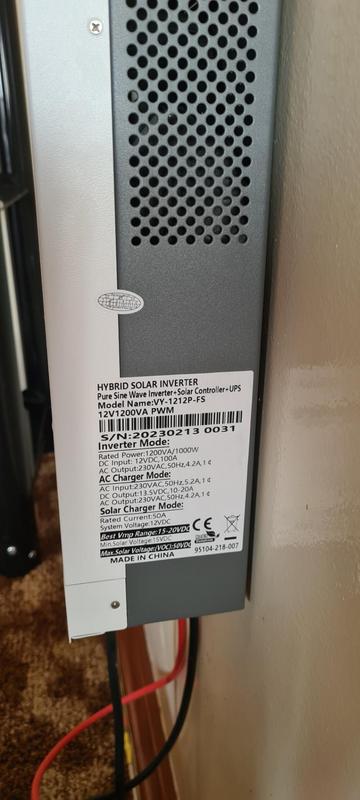 HYBRID SOLAR INVERTER
Pure Sine Wave Inverter+Solar Controller+UPS
Model Name:VY-1212P-FS
12V1200VA PWM
S/N:20230213 0031
Inverter Mode:
Rated Power:1200VA/1000W
DC Input: 12VDC,100A
AC Output:230VAC,50Hz,4.2A,1¢
AC Charger Mode:
AC Input:230VAC,50Hz,5.2A,1¢
DC Output:13.5VDC,10-20A
AC Output:230VAC,50Hz,4.2A,1¢
Solar Charger Mode:
Rated Current:50A
System Voltage:12VDC
Best Vmp Range:15-20VDC
Min.Solar Voltage:15VDC
Max.Solar Voltage(VOC):50VDC
CE
95104-218-007
MADE IN CHINA